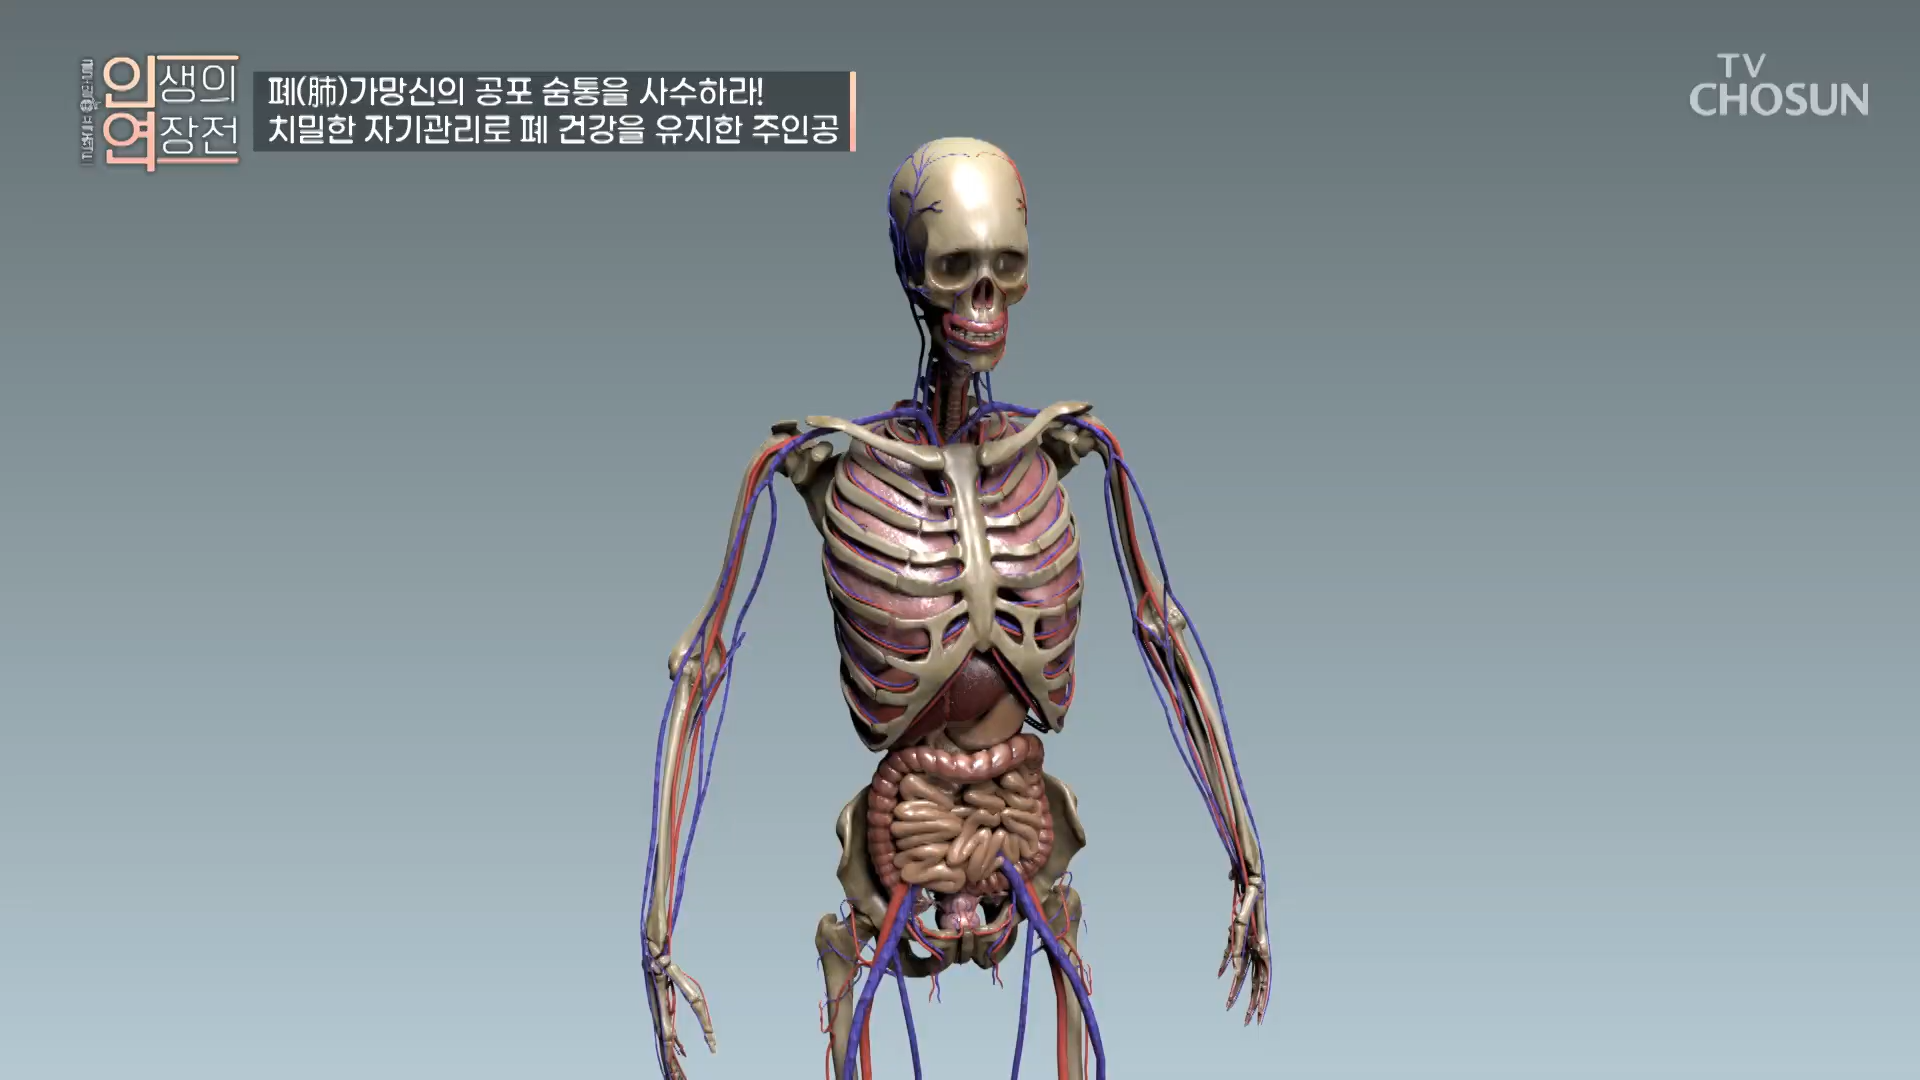 인생의
연장전
폐(肺)가망신의 공포 숨통을 사수하라!
치밀한 자기관리로 폐 건강을 유지한 주인공
TV
CHOSUN